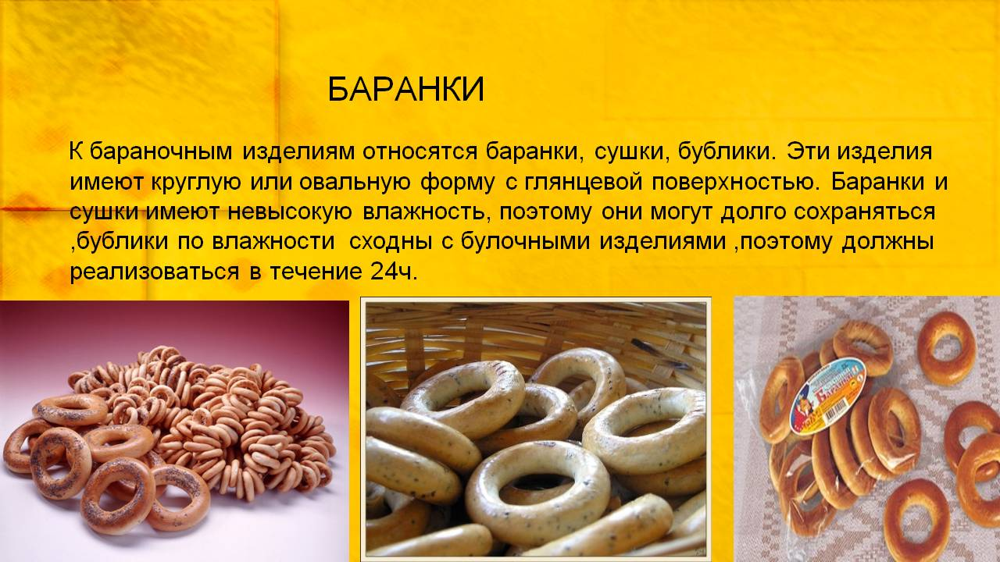 БАРАНКИ
К бараночным изделиям относятся баранки, сушки, бублики. Эти изделия
имеют круглую или овальную форму с глянцевой поверхностью. Баранки и
сушки имеют невысокую влажность, поэтому они могут долго сохраняться
,бублики по влажности сходны с булочными изделиями ,поэтому должны
реализоваться в течение 24ч.